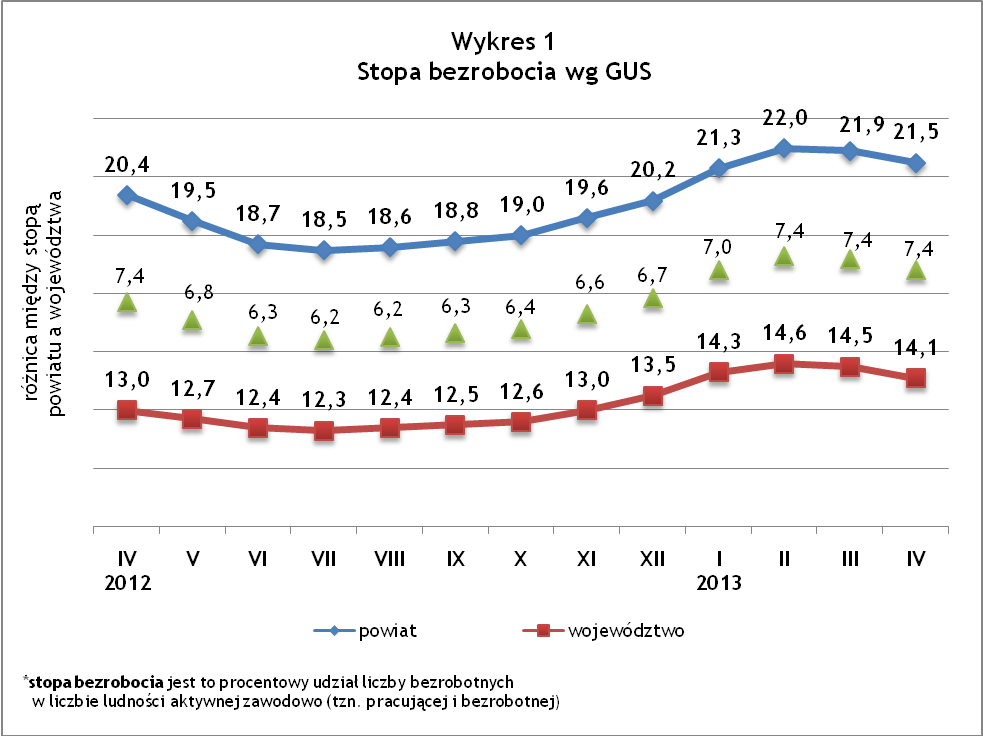 Wykres 1
Stopa bezrobocia wg GUS
różnica między stopą
powiatu a województwa
20,4 19,5 18,7 18,5 18,6 18,8 19,0 19,6 20,2 21,3 22,0 21,9 21,5
7,4 6,8 6,3 6,2 6,2 6,3 6,4 6,6 6,7 7,0 7,4 7,4 7,4
13,0 12,7 12,4 12,3 12,4 12,5 12,6 13,0 13,5 14,3 14,6 14,5 14,1
IV V VI VII VIII IX X XI XII I II III IV
2012 2013
powiat województwo
*stopa bezrobocia jest to procentowy udział liczby bezrobotnych
w liczbie ludności aktywnej zawodowo (tzn. pracującej i bezrobotnej)